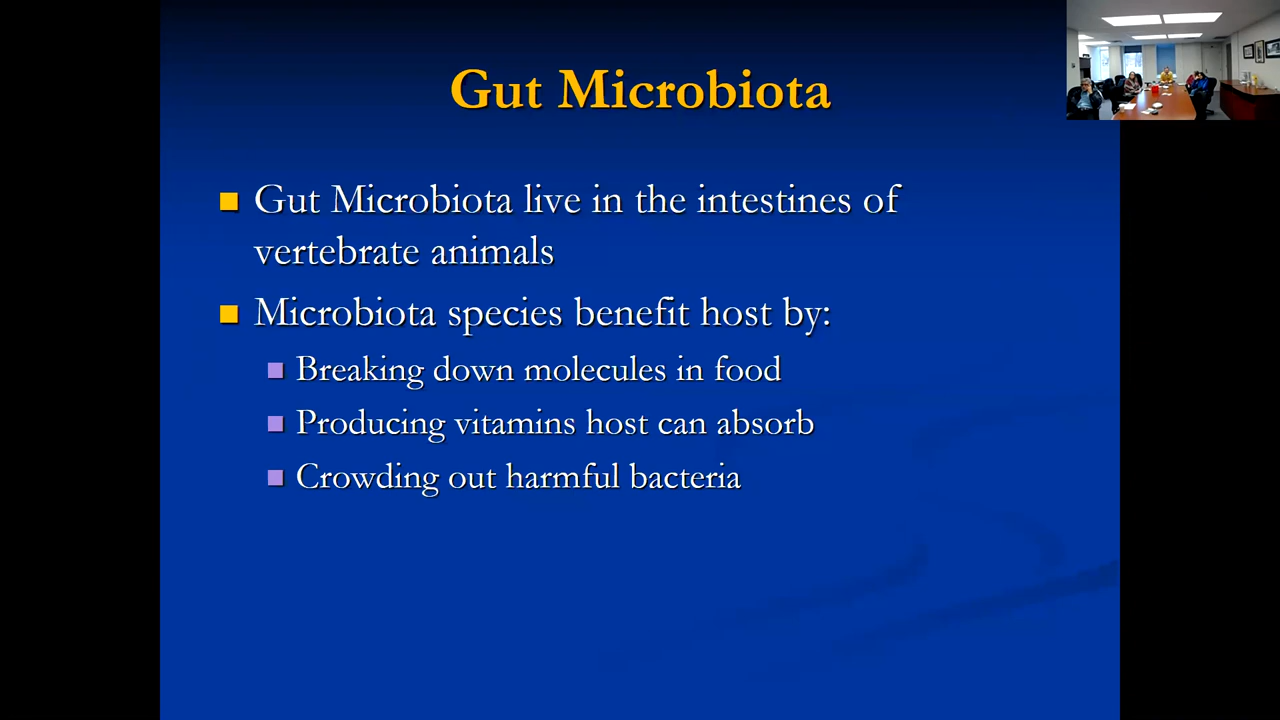 Gut Microbiota
Gut Microbiota live in the intestines of
vertebrate animals
Microbiota species benefit host by:
Breaking down molecules in food
Producing vitamins host can absorb
Crowding out harmful bacteria